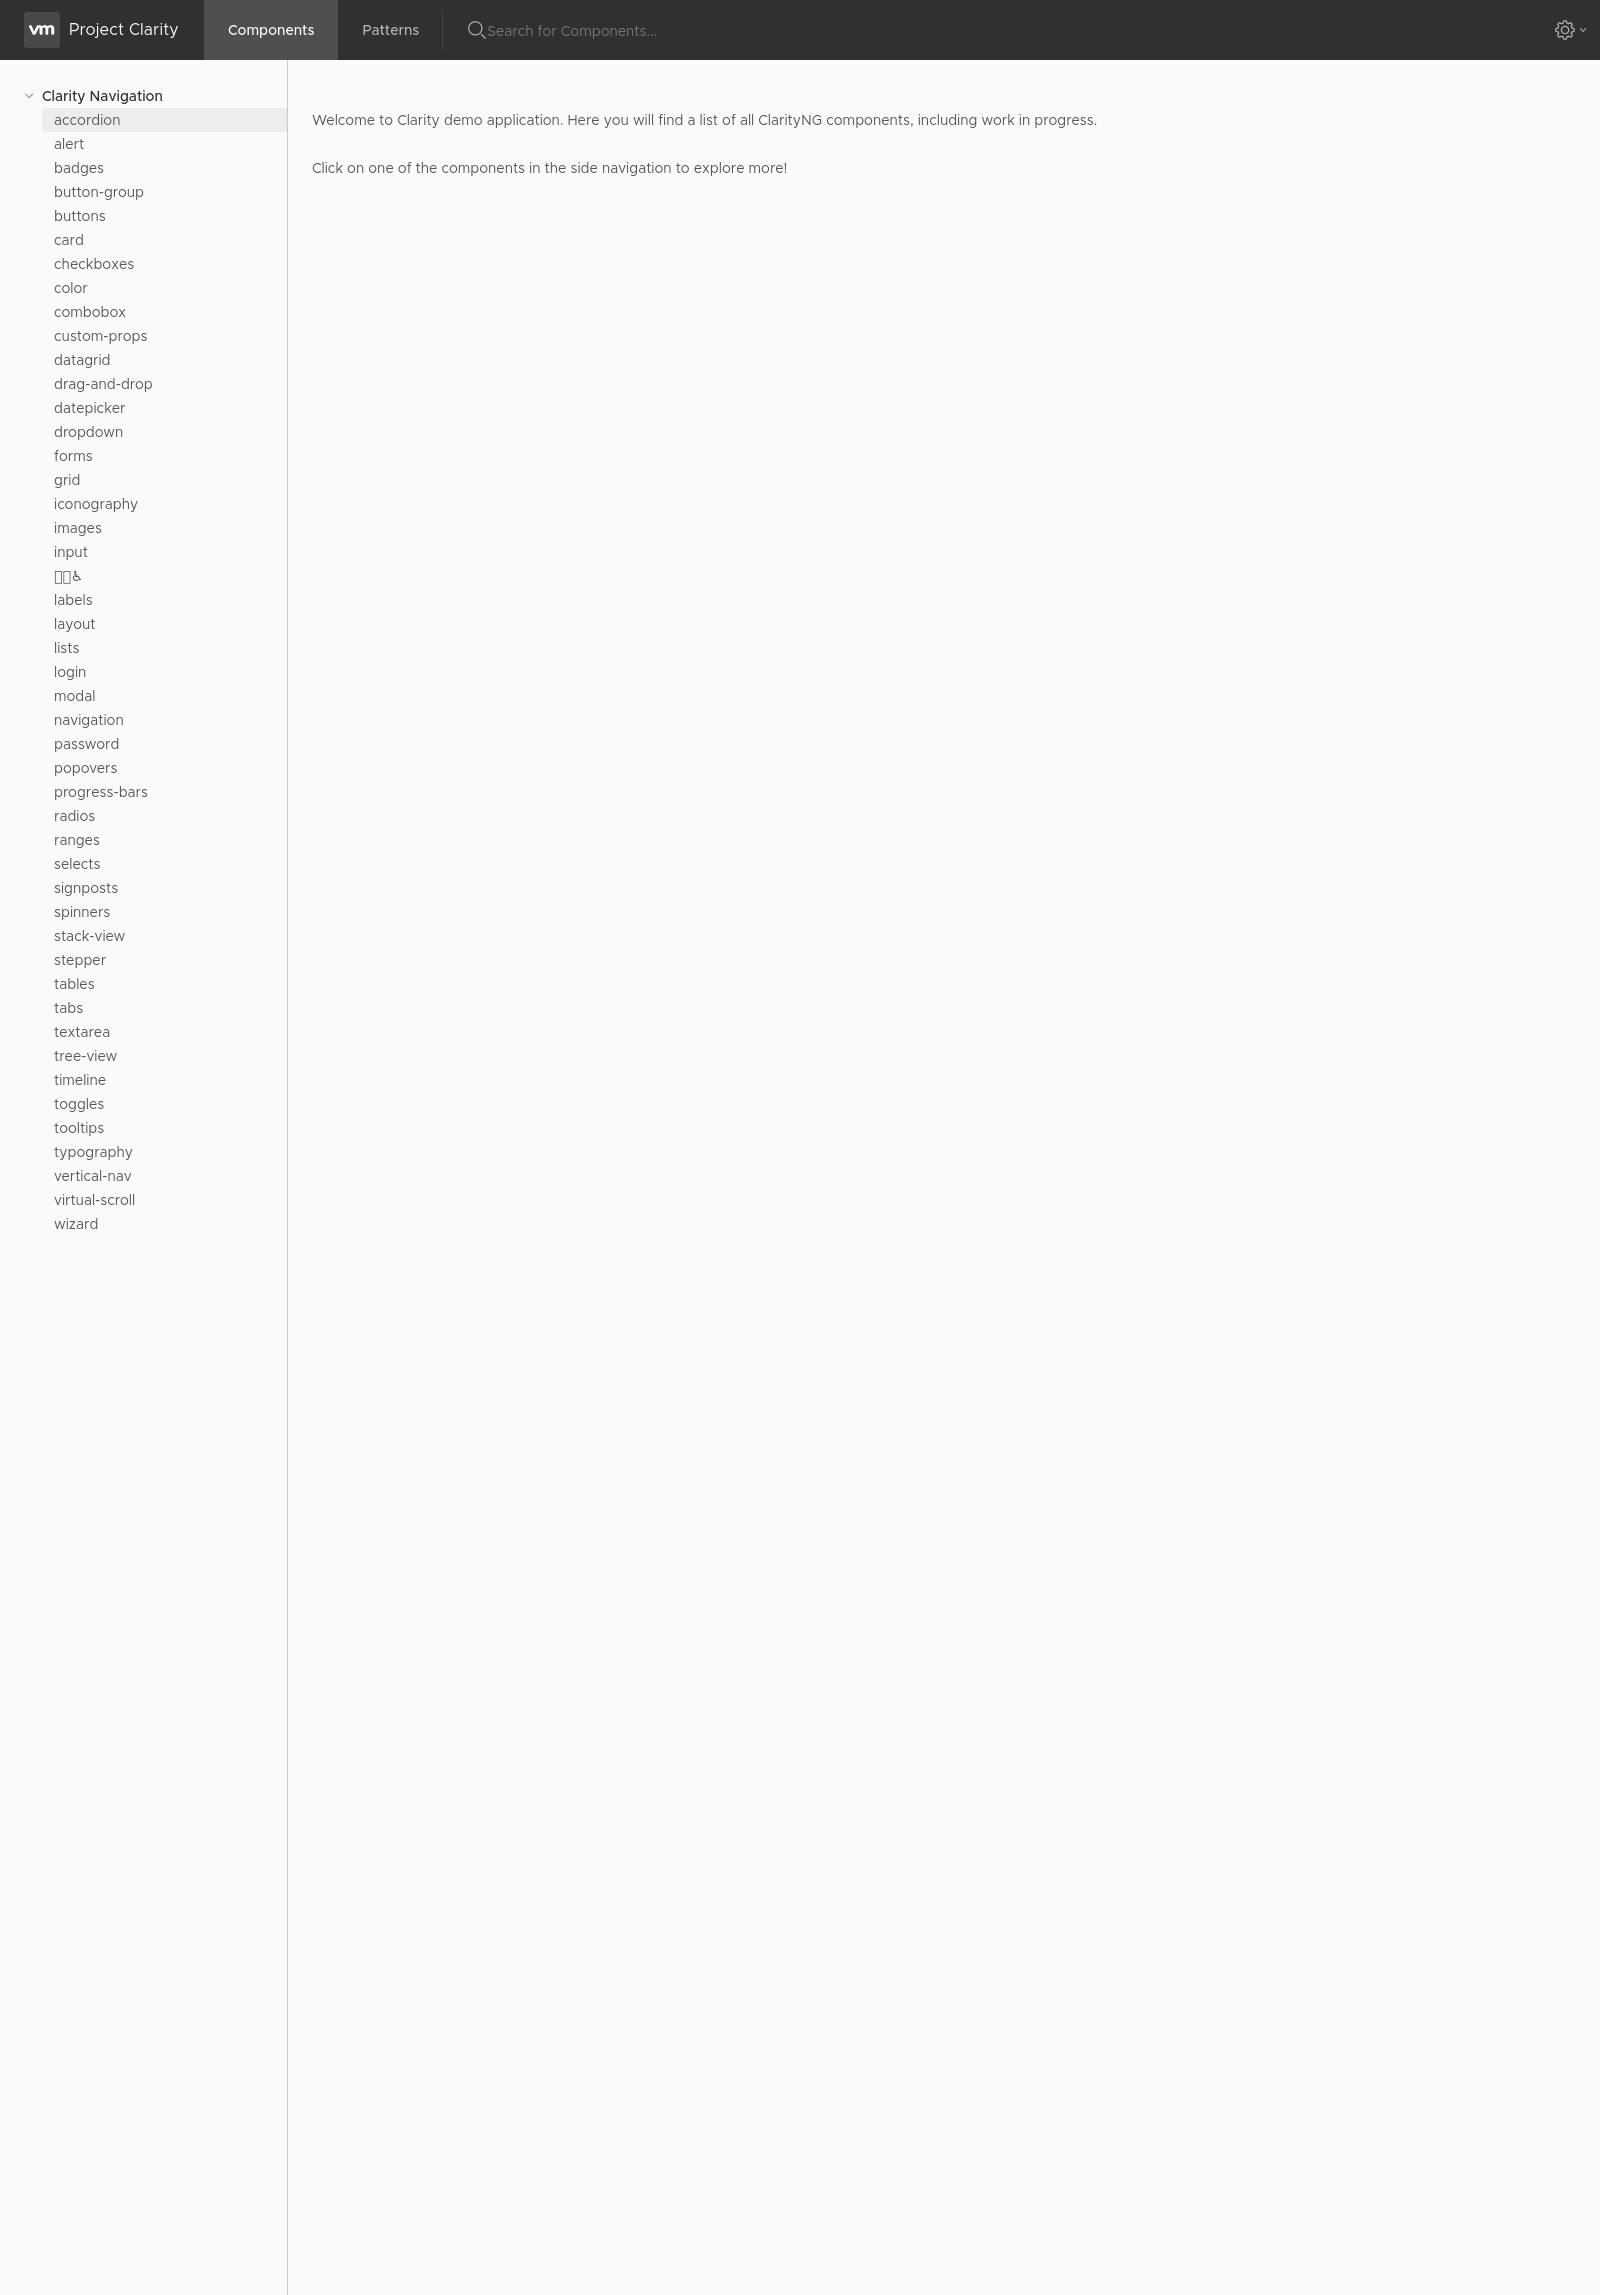 vm Project Clarity Components Patterns Search for Components...
Clarity Navigation
accordion
Welcome to Clarity demo application. Here you will find a list of all ClarityNG components, including work in progress.
alert
badges
Click on one of the components in the side navigation to explore more!
button-group
buttons
card
checkboxes
color
combobox
custom-props
datagrid
drag-and-drop
datepicker
dropdown
forms
grid
iconography
images
input
♿
labels
layout
lists
login
modal
navigation
password
popovers
progress-bars
radios
ranges
selects
signposts
spinners
stack-view
stepper
tables
tabs
textarea
tree-view
timeline
toggles
tooltips
typography
vertical-nav
virtual-scroll
wizard